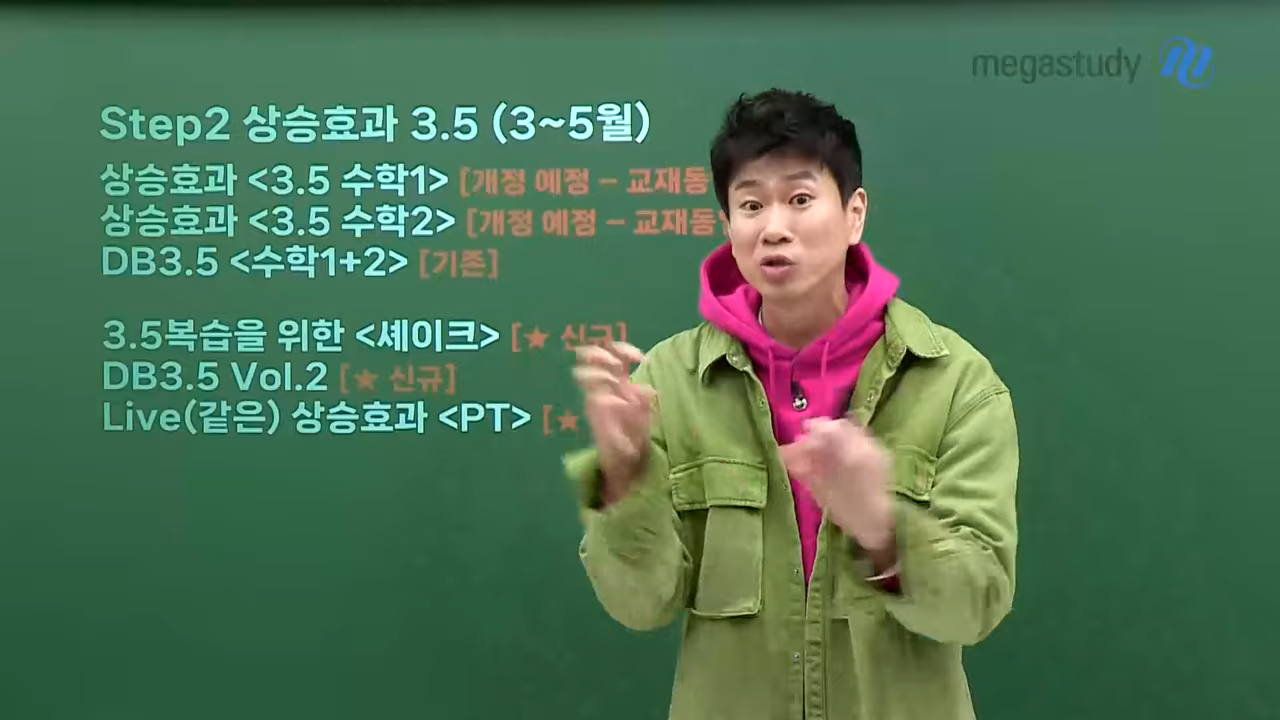 megastudy
Step2 상승효과 3.5 (3~5월)
상승효과 <3.5 수학1> [개정 예정 – 교재동
상승효과 <3.5 수학2> [개정 예정 – 교재동
DB3.5 <수학1+2> [기존]
3.5복습을 위한 <셰이크> [★ 신규]
DB3.5 Vol.2 [★ 신규]
Live(같은) 상승효과 <PT> [★